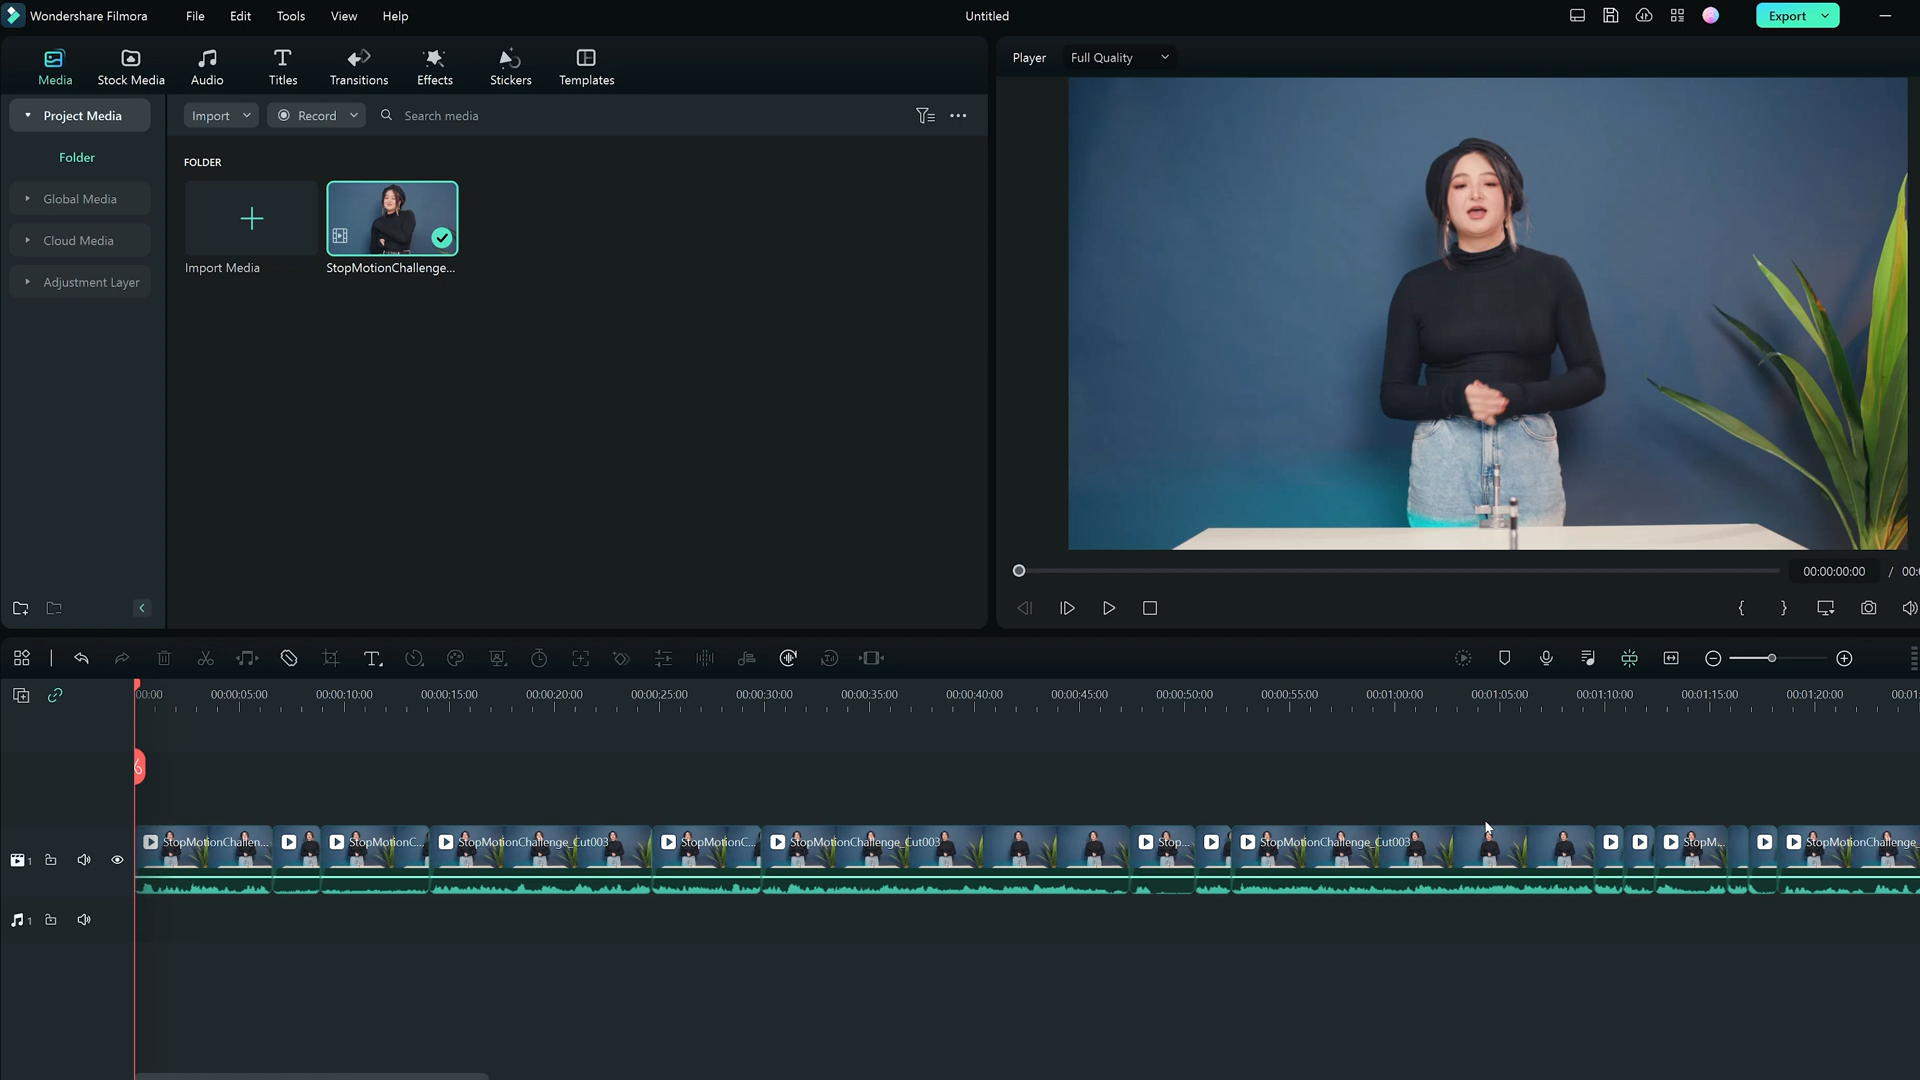 Wondershare Filmora File Edit Tools View Help Untitled Export
Media Stock Media Audio Titles Transitions Effects Stickers Templates
Player Full Quality
Project Media
Import Record Search media
Folder
FOLDER
Global Media
Cloud Media
Adjustment Layer
Import Media StopMotionChallenge...
00:00:00:00 / 00:
00:00 00:00:05:00 00:00:10:00 00:00:15:00 00:00:20:00 00:00:25:00 00:00:30:00 00:00:35:00 00:00:40:00 00:00:45:00 00:00:50:00 00:00:55:00 00:01:00:00 00:01:05:00 00:01:10:00 00:01:15:00 00:01:20:00 00:01:
StopMotionChallen... StopMotionC... StopMotionChallenge_Cut003 StopMotionC... StopMotionChallenge_Cut003 Stop... StopMotionChallenge_Cut003 StopM... StopMotionChallenge_
1
1